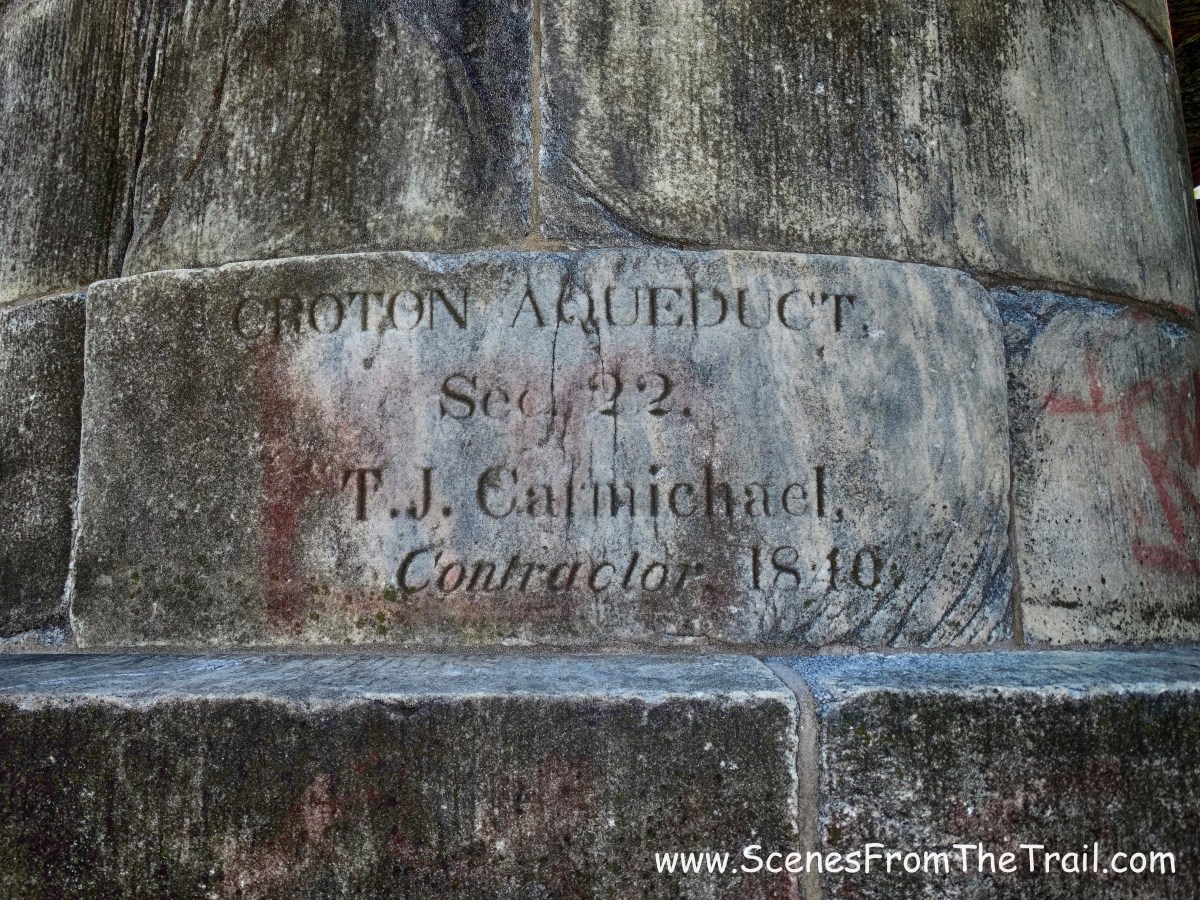 CROTON AQUEDUCT,
Sec. 22.
T.J. Carmichael,
Contractor, 1840.
www.ScenesFromTheTrail.com